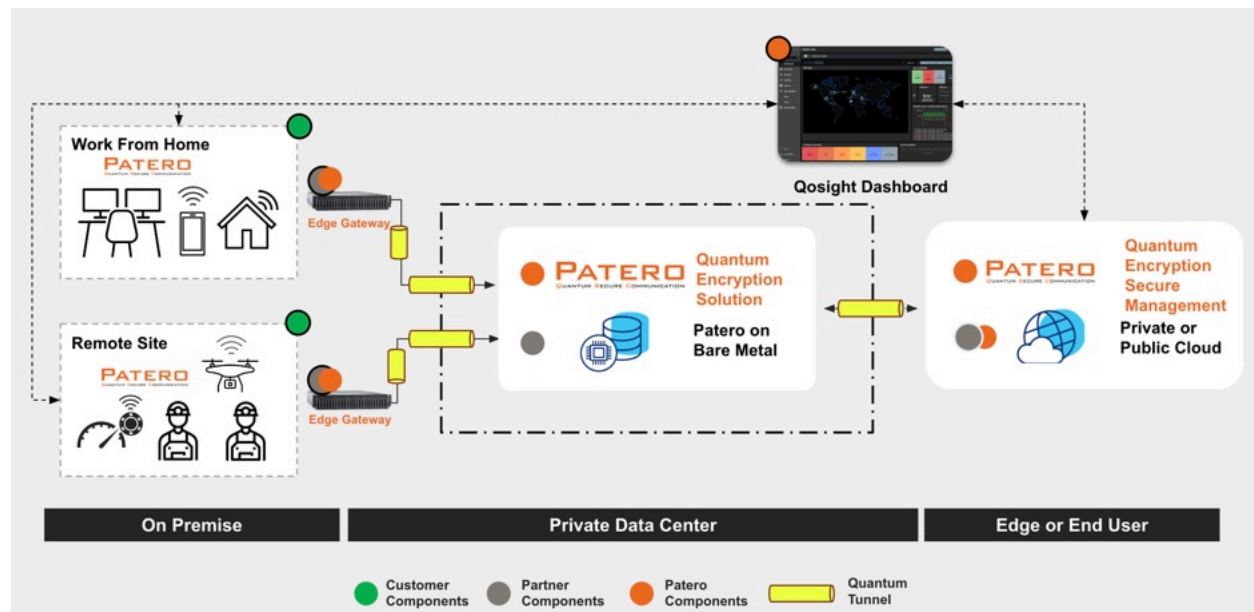 Qosight Dashboard
Work From Home
PATERO
QUANTUM SECURE COMMUNICATION
Edge Gateway
Remote Site
PATERO
QUANTUM SECURE COMMUNICATION
Edge Gateway
PATERO
QUANTUM SECURE COMMUNICATION
Quantum
Encryption
Solution
Patero on
Bare Metal
PATERO
QUANTUM SECURE COMMUNICATION
Quantum
Encryption
Secure
Management
Private or
Public Cloud
On Premise
Private Data Center
Edge or End User
Customer
Components
Partner
Components
Patero
Components
Quantum
Tunnel